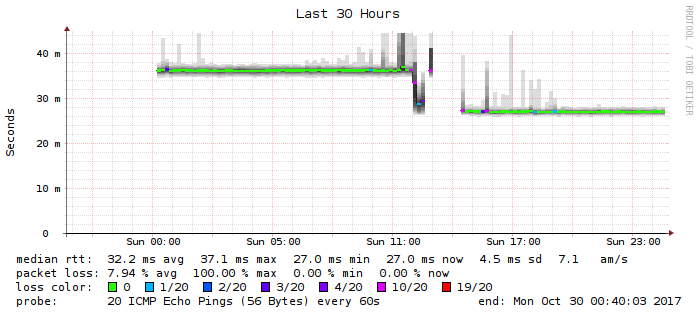 Last 30 Hours
RRDTOOL / TOBI OETIKER
Seconds
40 m
30 m
20 m
10 m
0
Sun 00:00 Sun 05:00 Sun 11:00 Sun 17:00 Sun 23:00
median rtt: 32.2 ms avg 37.1 ms max 27.0 ms min 27.0 ms now 4.5 ms sd 7.1 am/s
packet loss: 7.94 % avg 100.00 % max 0.00 % min 0.00 % now
loss color: 0 1/20 2/20 3/20 4/20 10/20 19/20
probe: 20 ICMP Echo Pings (56 Bytes) every 60s end: Mon Oct 30 00:40:03 2017